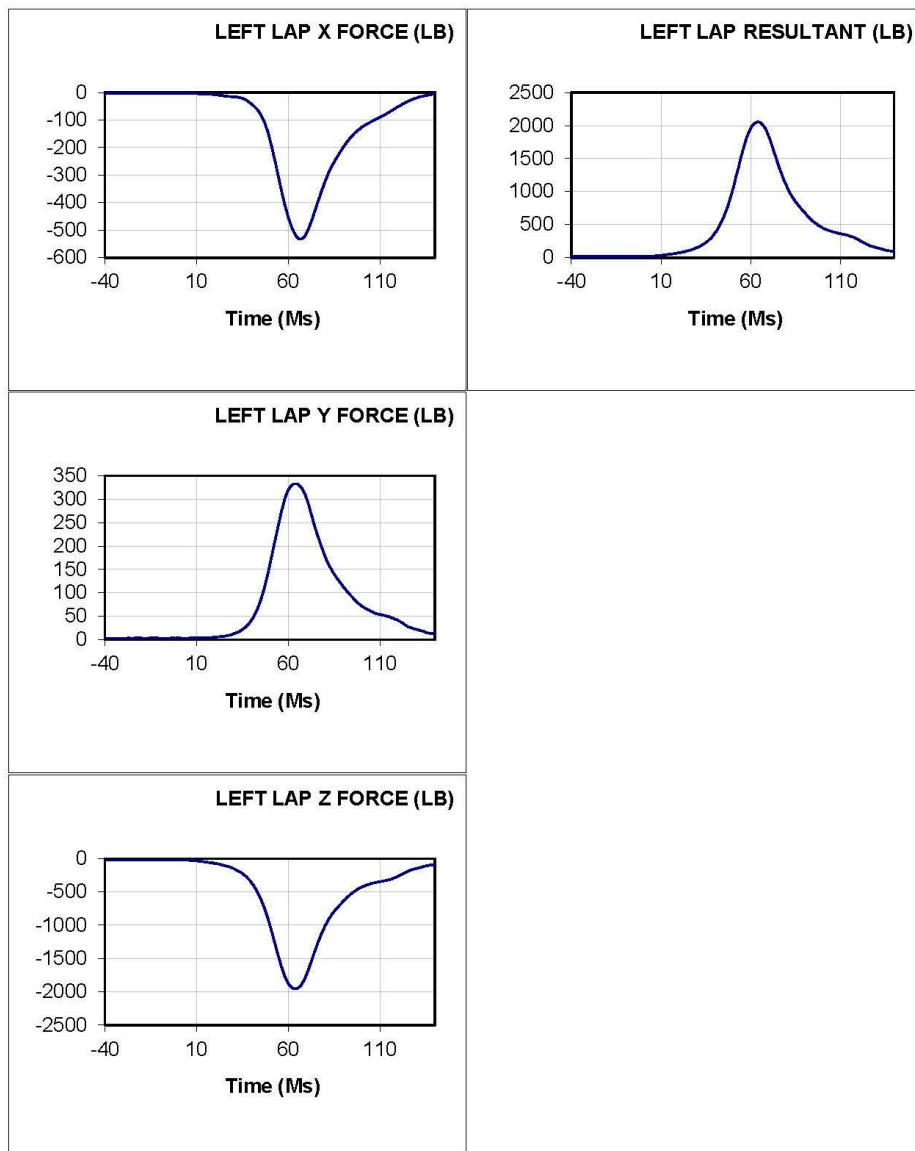 LEFT LAP X FORCE (LB)
0
-100
-200
-300
-400
-500
-600
-40 10 60 110
Time (Ms)
LEFT LAP RESULTANT (LB)
2500
2000
1500
1000
500
0
-40 10 60 110
Time (Ms)
LEFT LAP Y FORCE (LB)
350
300
250
200
150
100
50
0
-40 10 60 110
Time (Ms)
LEFT LAP Z FORCE (LB)
0
-500
-1000
-1500
-2000
-2500
-40 10 60 110
Time (Ms)